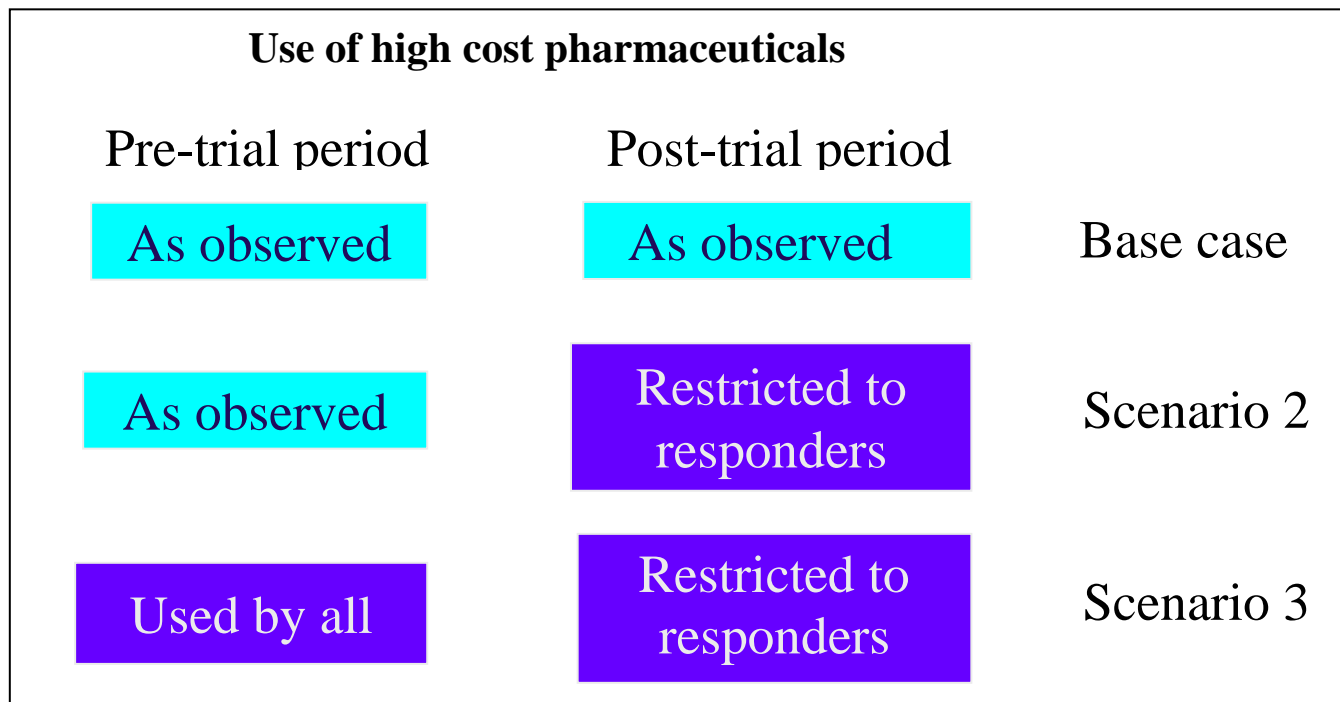 Use of high cost pharmaceuticals
Pre-trial period
Post-trial period
As observed
As observed
Base case
As observed
Restricted to
responders
Scenario 2
Used by all
Restricted to
responders
Scenario 3